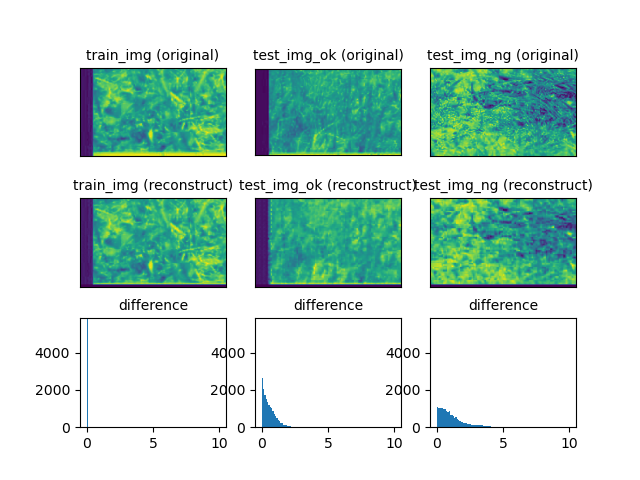 train_img (original) test_img_ok (original) test_img_ng (original)
train_img (reconstruct) test_img_ok (reconstruct) test_img_ng (reconstruct)
difference difference difference
4000 4000 4000
2000 2000 2000
0 0 0
0 5 10 0 5 10 0 5 10